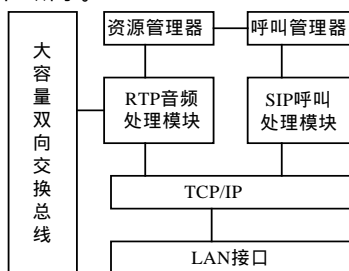 大容量双向交换总线
资源管理器
呼叫管理器
RTP音频
处理模块
SIP呼叫
处理模块
TCP/IP
LAN接口